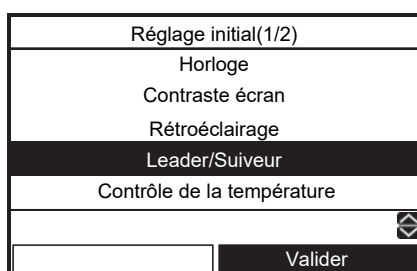 Réglage initial(1/2)
Horloge
Contraste écran
Rétroéclairage
Leader/Suiveur
Contrôle de la température
Valider